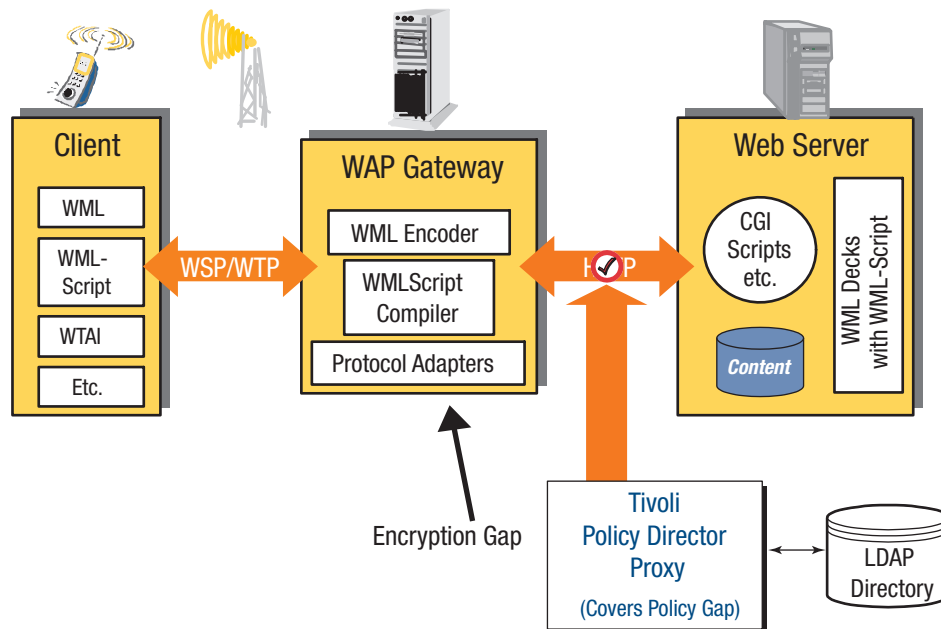 Client
WML
WML-
Script
WTAI
Etc.
WSP/WTP
WAP Gateway
WML Encoder
WMLScript
Compiler
Protocol Adapters
Web Server
CGI
Scripts
etc.
Content
WML Decks
with WML-Script
Encryption Gap
Tivoli
Policy Director
Proxy
(Covers Policy Gap)
LDAP
Directory